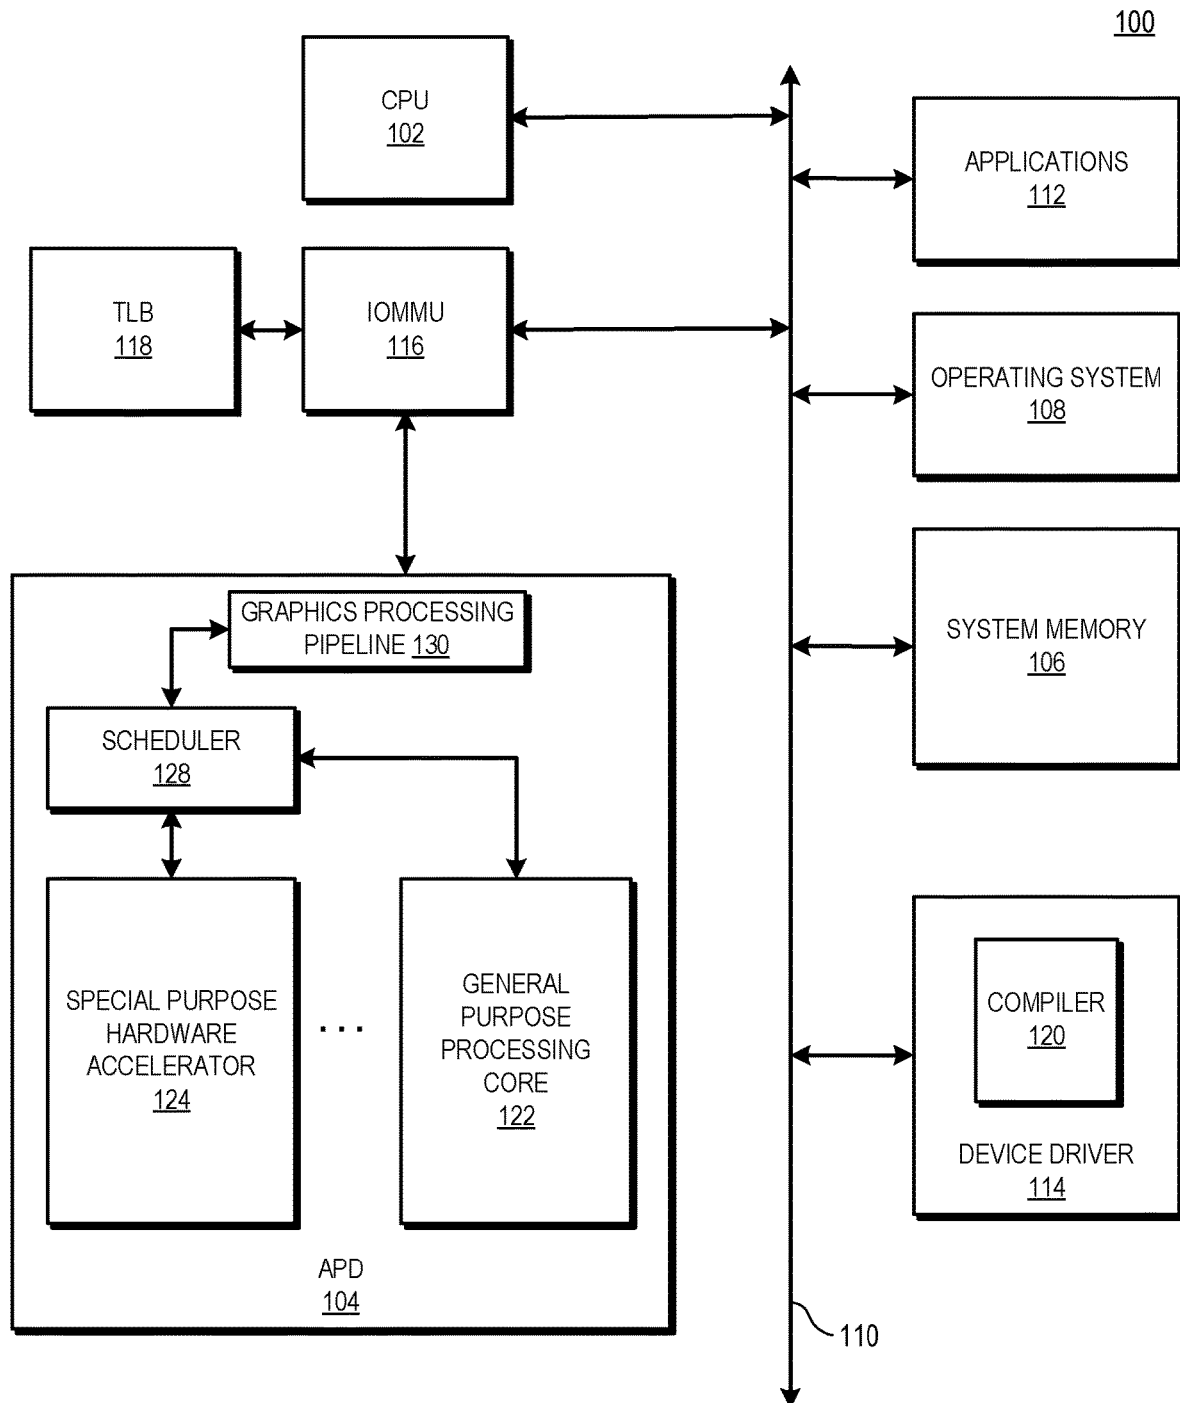 100
CPU
102
APPLICATIONS
112
TLB
118
IOMMU
116
OPERATING SYSTEM
108
SYSTEM MEMORY
106
GRAPHICS PROCESSING
PIPELINE 130
SCHEDULER
128
SPECIAL PURPOSE
HARDWARE
ACCELERATOR
124
...
GENERAL
PURPOSE
PROCESSING
CORE
122
APD
104
COMPILER
120
DEVICE DRIVER
114
110